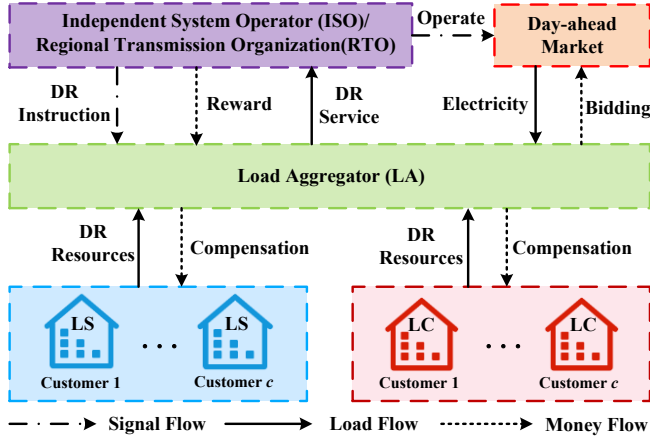 Independent System Operator (ISO)/
Regional Transmission Organization(RTO)
Operate
Day-ahead
Market
DR
Instruction
Reward
DR
Service
Electricity
Bidding
Load Aggregator (LA)
DR
Resources
Compensation
DR
Resources
Compensation
LS
LS
LC
LC
. . .
. . .
Customer 1
Customer c
Customer 1
Customer c
Signal Flow
Load Flow
Money Flow